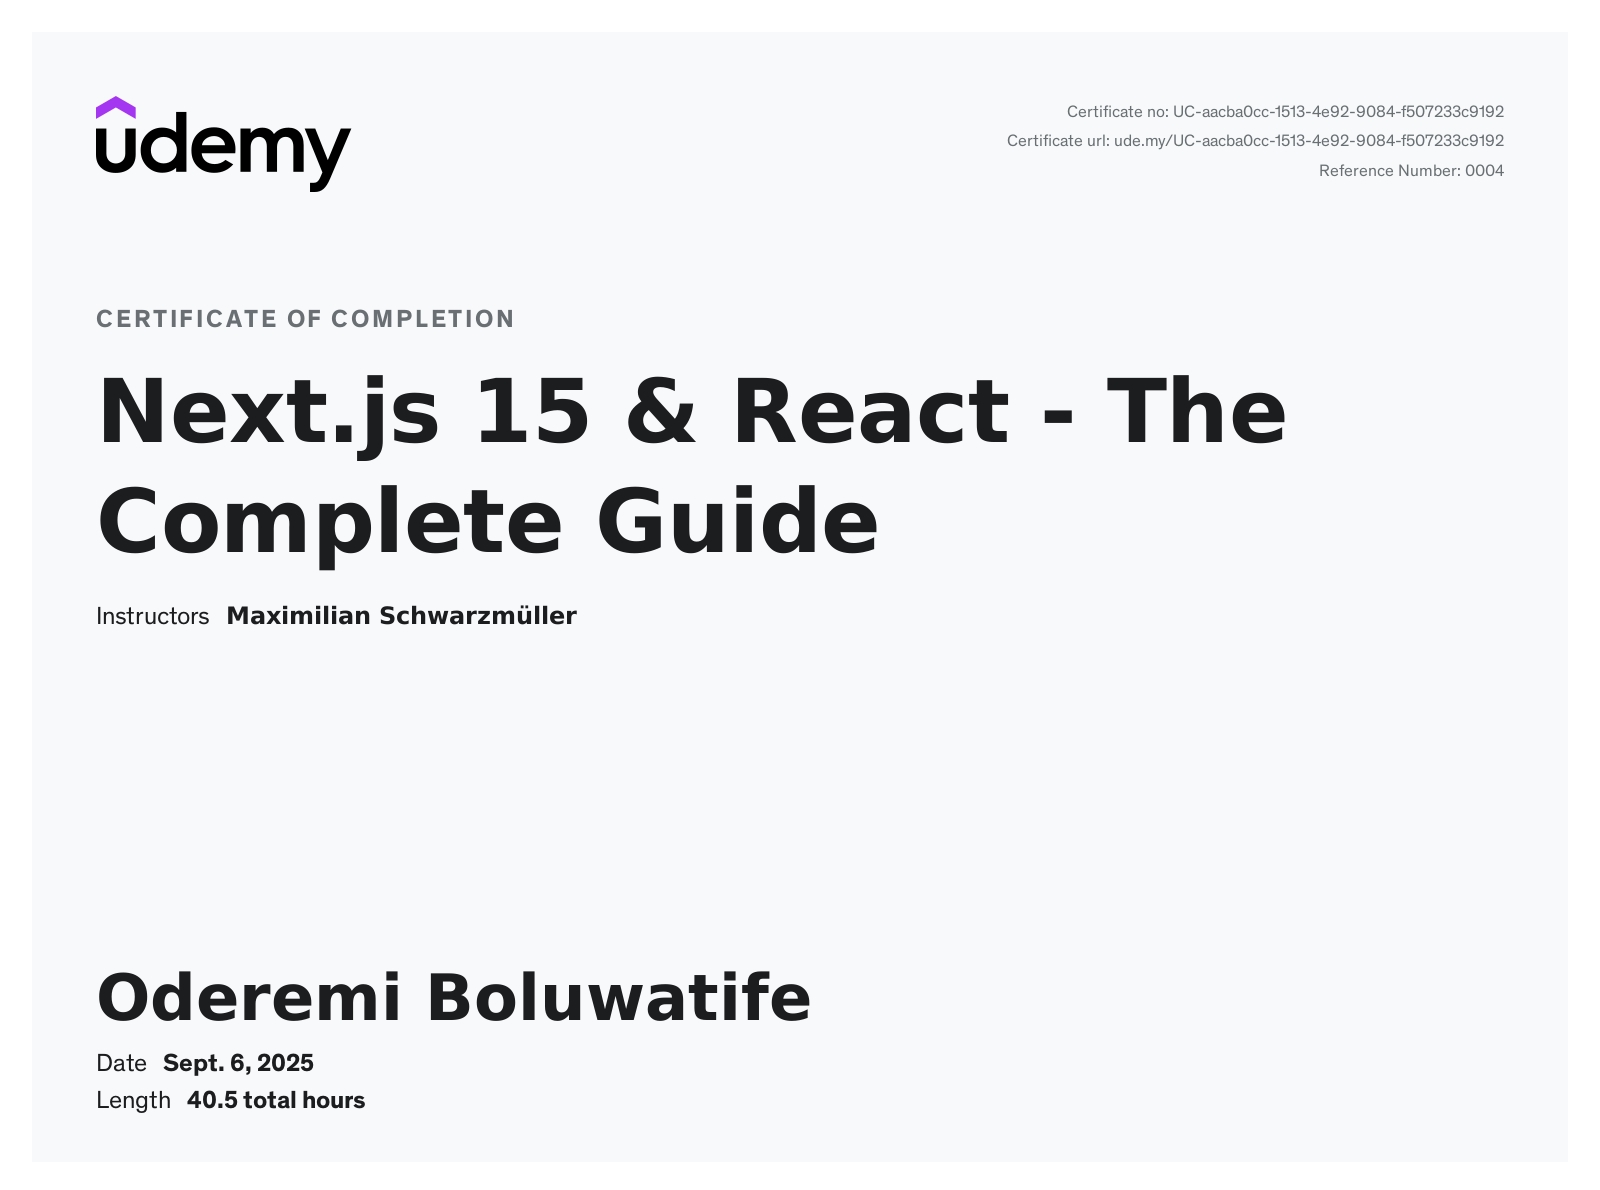 udemy
Certificate no: UC-aacba0cc-1513-4e92-9084-f507233c9192
Certificate url: ude.my/UC-aacba0cc-1513-4e92-9084-f507233c9192
Reference Number: 0004
CERTIFICATE OF COMPLETION
Next.js 15 & React - The
Complete Guide
Instructors Maximilian Schwarzmüller
Oderemi Boluwatife
Date Sept. 6, 2025
Length 40.5 total hours